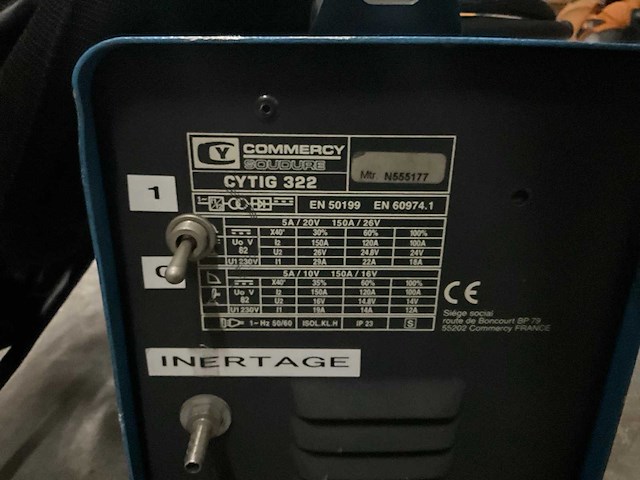 CY COMMERCY
SOUDURE
CYTIG 322
Mtr. N555177
EN 50199 EN 60974.1
1
5A / 20V 150A / 26V
X40° 30% 60% 100%
Uo V I2 150A 120A 100A
82 U2 26V 24,8V 24V
U1 230V I1 29A 22A 18A
5A / 10V 150A / 16V
X40° 35% 60% 100%
Uo V I2 150A 120A 100A
82 U2 16V 14,8V 14V
U1 230V I1 19A 14A 12A
1~ Hz 50/60 ISOL.KL.H IP 23 S
CE
Siège social
route de Boncourt BP 79
55202 Commercy FRANCE
INERTAGE